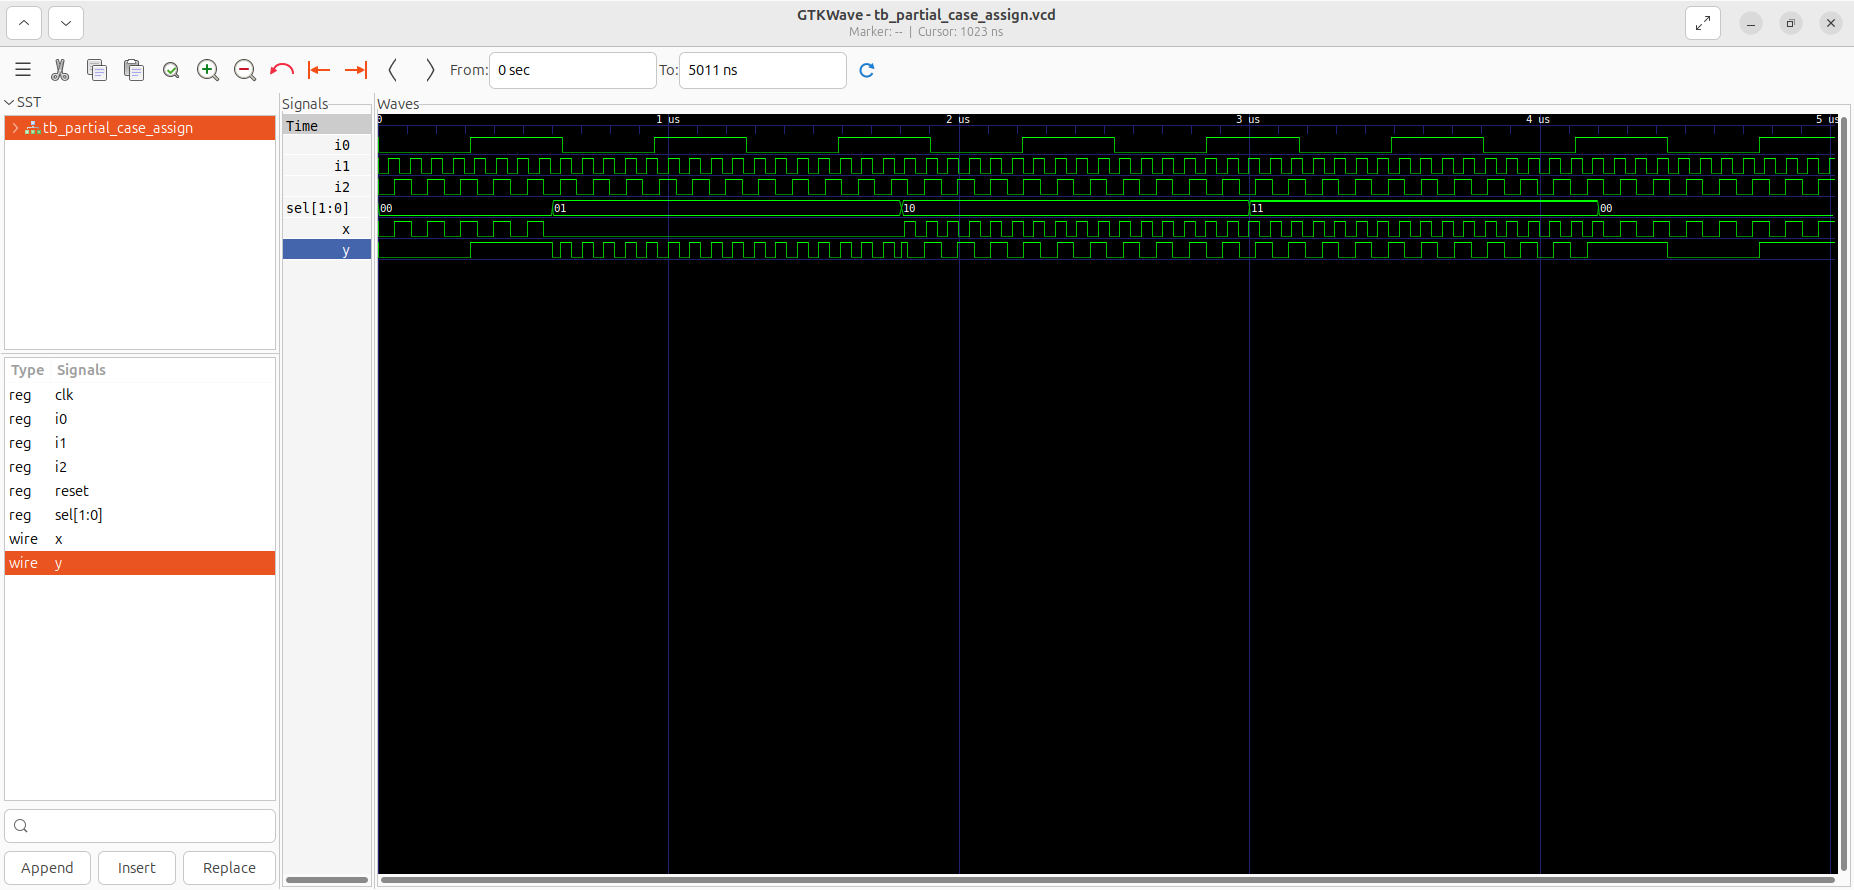 GTKWave - tb_partial_case_assign.vcd
Marker: -- | Cursor: 1023 ns
From: 0 sec To: 5011 ns
SST
tb_partial_case_assign
Type Signals
reg clk
reg i0
reg i1
reg i2
reg reset
reg sel[1:0]
wire x
wire y
Append Insert Replace
Signals
Time
i0
i1
i2
sel[1:0]
x
y
Waves
0 1 us 2 us 3 us 4 us 5 us
00 01 10 11 00